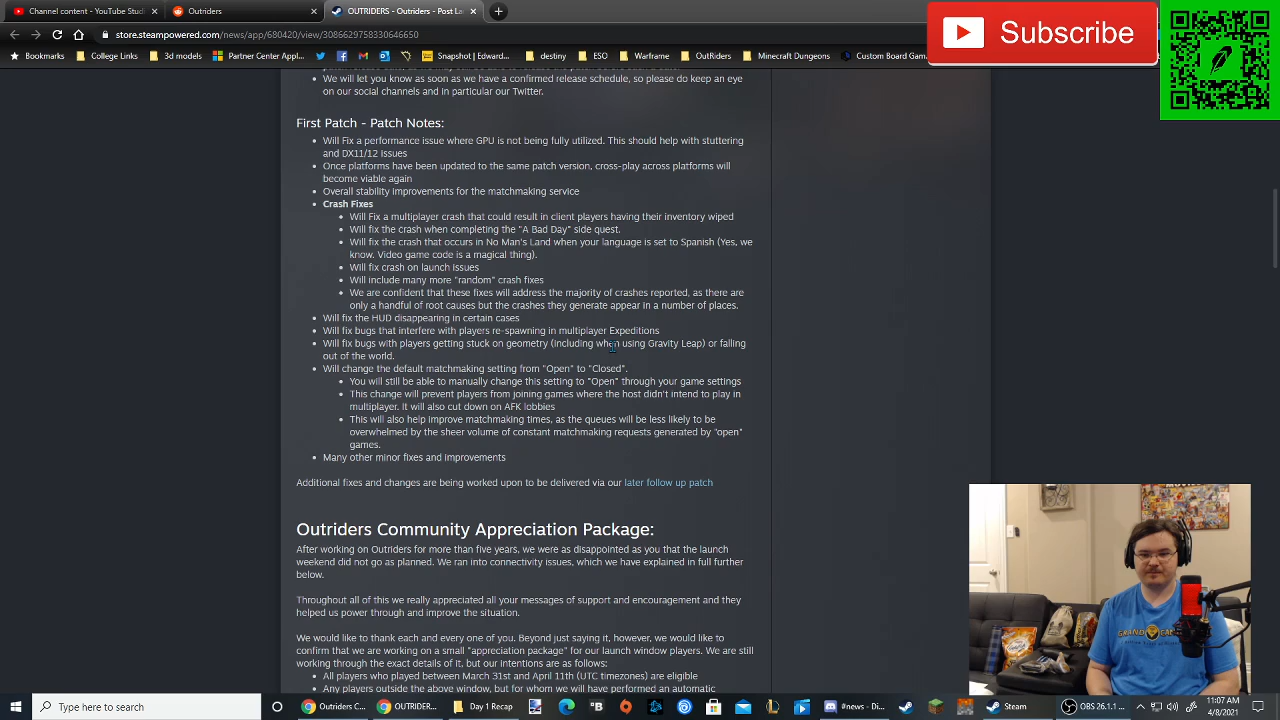 YouTube Content Studi
Outriders
OUTRIDERS - Outriders - Post La
store.steampowered.com/news/app/680420/view/3086629758330646650
Bookmarks
College Links
3d models
Partner Center Appl...
Snapshot | Edward...
destiny
ESO
Warframe
OutRiders
Minecraft Dungeons
Custom Board Gam
Subscribe
We will let you know as soon as we have a confirmed release schedule, so please do keep an eye
on our social channels and in particular our Twitter.
First Patch - Patch Notes:
Will Fix a performance issue where GPU is not being fully utilized. This should help with stuttering
and DX11/12 issues
Once platforms have been updated to the same patch version, cross-play across platforms will
become viable again
Overall stability improvements for the matchmaking service
Crash Fixes
Will Fix a multiplayer crash that could result in client players having their inventory wiped
Will fix the crash when completing the "A Bad Day" side quest.
Will fix the crash that occurs in No Man's Land when your language is set to Spanish (Yes, we
know. Video game code is a magical thing).
Will fix crash on launch issues
Will include many more "random" crash fixes
We are confident that these fixes will address the majority of crashes reported, as there are
only a handful of root causes but the crashes they generate appear in a number of places.
Will fix the HUD disappearing in certain cases
Will fix bugs that interfere with players re-spawning in multiplayer Expeditions
Will fix bugs with players getting stuck on geometry (including when using Gravity Leap) or falling
out of the world.
Will change the default matchmaking setting from "Open" to "Closed".
You will still be able to manually change this setting to "Open" through your game settings
This change will prevent players from joining games where the host didn't intend to play in
multiplayer. It will also cut down on AFK lobbies
This will also help improve matchmaking times, as the queues will be less likely to be
overwhelmed by the sheer volume of constant matchmaking requests generated by "open"
games.
Many other minor fixes and improvements
Additional fixes and changes are being worked upon to be delivered via our later follow up patch
Outriders Community Appreciation Package:
After working on Outriders for more than five years, we were as disappointed as you that the launch
weekend did not go as planned. We ran into connectivity issues, which we have explained in full further
below.
Throughout all of this we really appreciated all your messages of support and encouragement and they
helped us power through and improve the situation.
We would like to thank each and every one of you. Beyond just saying it, however, we would like to
confirm that we are working on a small "appreciation package" for our launch window players. We are still
working through the exact details of it, but our intentions are as follows:
All players who played between March 31st and April 11th (UTC timezones) are eligible
Any players outside the above window, but for whom we will have performed an automatic
Type here to search
Outriders C...
OUTRIDERS...
Day 1 Recap
#news - Di...
Steam
OBS 26.1.1 ...
11:07 AM
4/8/2021